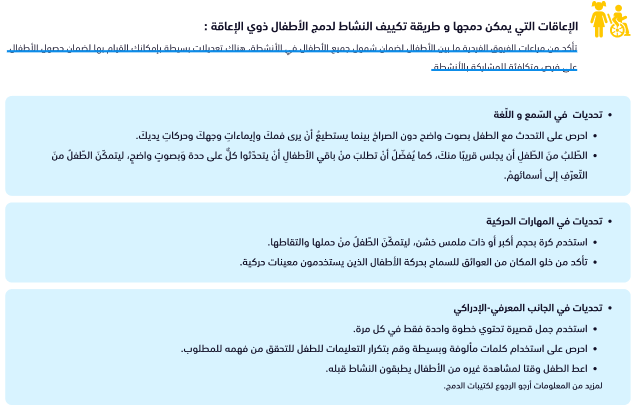 الإعاقات التي يمكن دمجها و طريقة تكييف النشاط لدمج الأطفال ذوي الإعاقة :
تأكد من مراعات الفروق الفردية ما بين الأطفال لضمان شمول جميع الأطفال في الأنشطة. هناك تعديلات بسيطة بإمكانك القيام بها لضمان حصول الأطفال
على فرص متكافئة للمشاركة بالأنشطة.
• تحديات في السّمع و اللّغة
• احرص على التحدث مع الطفل بصوت واضح دون الصراخ بينما يستطيعُ أنْ يرى فمكَ وإيماءاتِ وجهكَ وحركاتِ يديكَ.
• الطّلبُ منَ الطّفلِ أن يجلس قريبًا منكَ، كما يُفضّلُ أنْ تطلبَ منْ باقي الأطفالِ أنْ يتحدّثوا كلٌّ على حدة وَبصوتٍ واضحٍ، ليتمكّنَ الطّفلُ منَ
التّعرّفِ إلى أسمائهمْ.
• تحديات في المهارات الحركية
• استخدم كرة بحجم أكبر أو ذات ملمس خشن، ليتمكّنَ الطّفلُ منْ حملها والتقاطها.
• تأكد من خلو المكان من العوائق للسماح بحركة الأطفال الذين يستخدمون معينات حركية.
• تحديات في الجانب المعرفي-الإدراكي
• استخدم جمل قصيرة تحتوي خطوة واحدة فقط في كل مرة.
• احرص على استخدام كلمات مألوفة وبسيطة وقم بتكرار التعليمات للطفل للتحقق من فهمه للمطلوب.
• اعط الطفل وقتا لمشاهدة غيره من الأطفال يطبقون النشاط قبله.
لمزيد من المعلومات أرجو الرجوع لكتيبات الدمج.